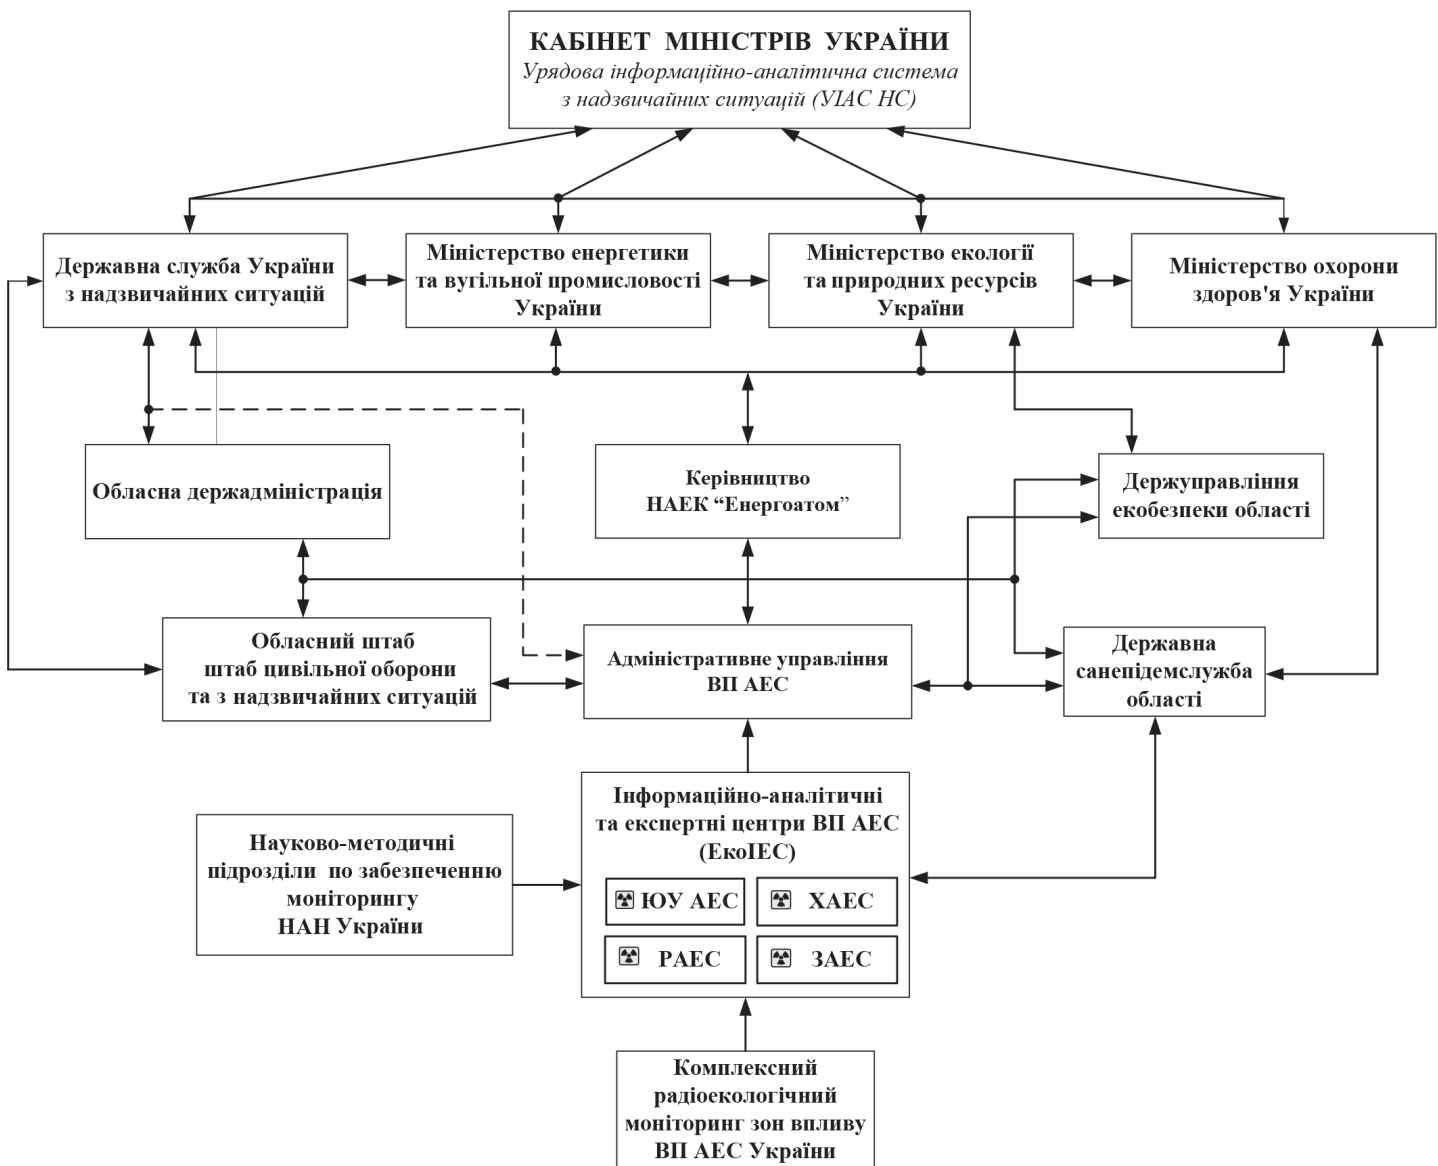 КАБІНЕТ МІНІСТРІВ УКРАЇНИ
Урядова інформаційно-аналітична система
з надзвичайних ситуацій (УІАС НС)
Державна служба України
з надзвичайних ситуацій
Міністерство енергетики
та вугільної промисловості
України
Міністерство екології
та природних ресурсів
України
Міністерство охорони
здоров'я України
Обласна держадміністрація
Керівництво
НАЕК “Енергоатом”
Держуправління
екобезпеки області
Обласний штаб
штаб цивільної оборони
та з надзвичайних ситуацій
Адміністративне управління
ВП АЕС
Державна
санепідемслужба
області
Науково-методичні
підрозділи по забезпеченню
моніторингу
НАН України
Інформаційно-аналітичні
та експертні центри ВП АЕС
(ЕкоІЕС)
ЮУ АЕС
ХАЕС
РАЕС
ЗАЕС
Комплексний
радіоекологічний
моніторинг зон впливу
ВП АЕС України